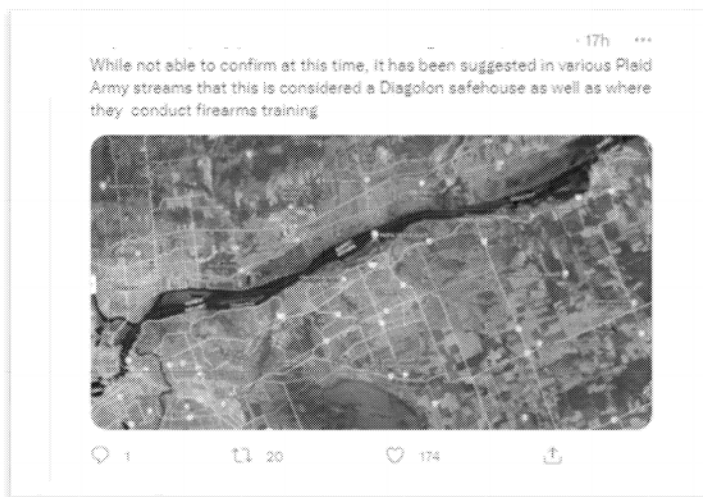 · 17h ...
While not able to confirm at this time, it has been suggested in various Plaid
Army streams that this is considered a Diagolon safehouse as well as where
they conduct firearms training
1 20 174